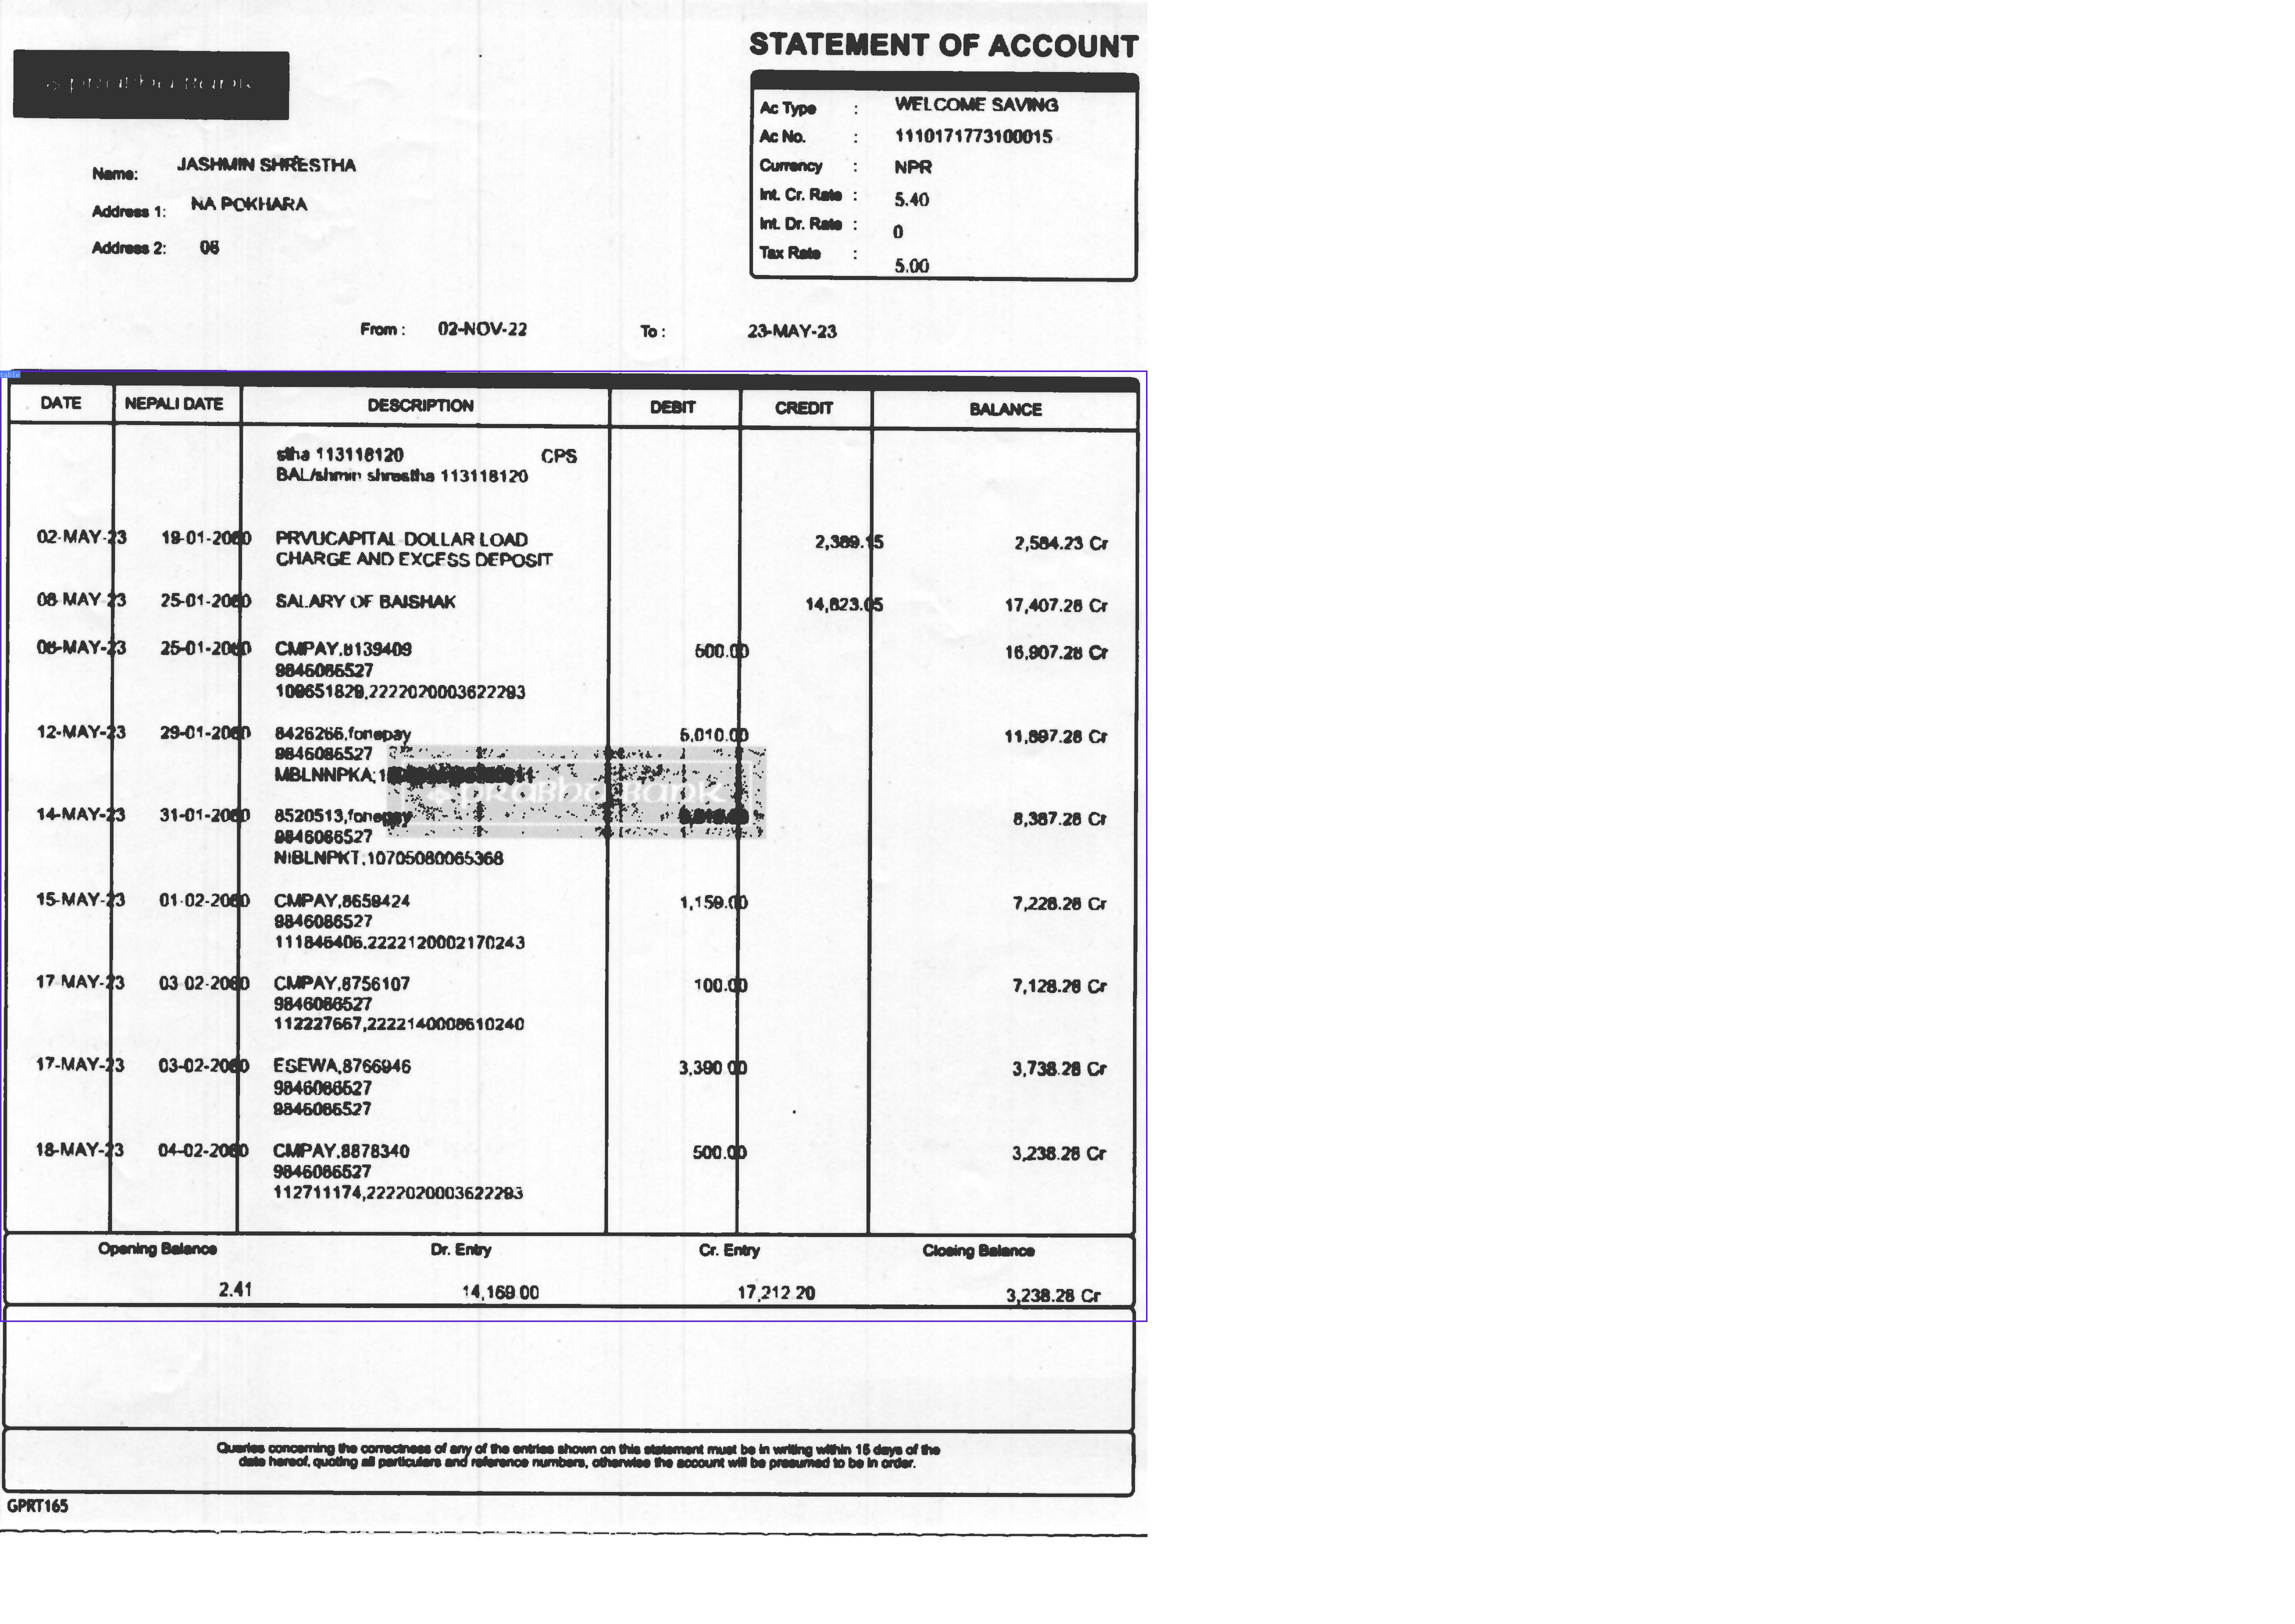 STATEMENT OF ACCOUNT
Prabhu Bank
Ac Type : WELCOME SAVING
Ac No. : 1110171773100015
Currency : NPR
Int. Cr. Rate : 5.40
Int. Dr. Rate : 0
Tax Rate : 5.00
Name: JASHMIN SHRESTHA
Address 1: NA POKHARA
Address 2: 08
From : 02-NOV-22 To : 23-MAY-23
table
DATE NEPALI DATE DESCRIPTION DEBIT CREDIT BALANCE
stha 113118120 CPS
BAL/shmin shrestha 113118120
02-MAY-23 19-01-2080 PRVUCAPITAL DOLLAR LOAD 2,389.15 2,584.23 Cr
CHARGE AND EXCESS DEPOSIT
08 MAY 23 25-01-2080 SALARY OF BAISHAK 14,823.05 17,407.28 Cr
08-MAY-23 25-01-2080 CMPAY,8139409 500.00 16,907.28 Cr
9846086527
109651829,2222020003622293
12-MAY-23 29-01-2080 8426266,fonepay 5,010.00 11,897.28 Cr
9846086527
MBLNNPKA,
Prabhu Bank
14-MAY-23 31-01-2080 8520513,fonepay 8,387.28 Cr
9846086527
NIBLNPKT,10705080065368
15-MAY-23 01-02-2080 CMPAY,8659424 1,159.00 7,228.28 Cr
9846086527
111846406,2222120002170243
17 MAY-23 03 02-2080 CMPAY,8756107 100.00 7,128.28 Cr
9846086527
112227667,2222140008610240
17-MAY-23 03-02-2080 ESEWA,8766946 3,390.00 3,738.28 Cr
9846086527
9846086527
18-MAY-23 04-02-2080 CMPAY,8878340 500.00 3,238.28 Cr
9846086527
112711174,2222020003622293
Opening Balance Dr. Entry Cr. Entry Closing Balance
2.41 14,169.00 17,212.20 3,238.28 Cr
Queries concerning the correctness of any of the entries shown on this statement must be in writing within 15 days of the
date hereof, quoting all particulars and reference numbers, otherwise the account will be presumed to be in order.
GPRT165